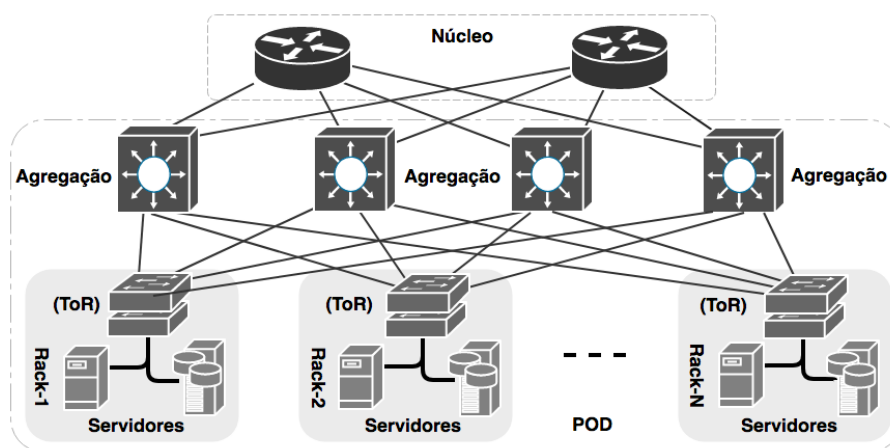 Núcleo
Agregação
Agregação
Agregação
(ToR)
(ToR)
(ToR)
Rack-1
Rack-2
Rack-N
Servidores
Servidores
POD
Servidores